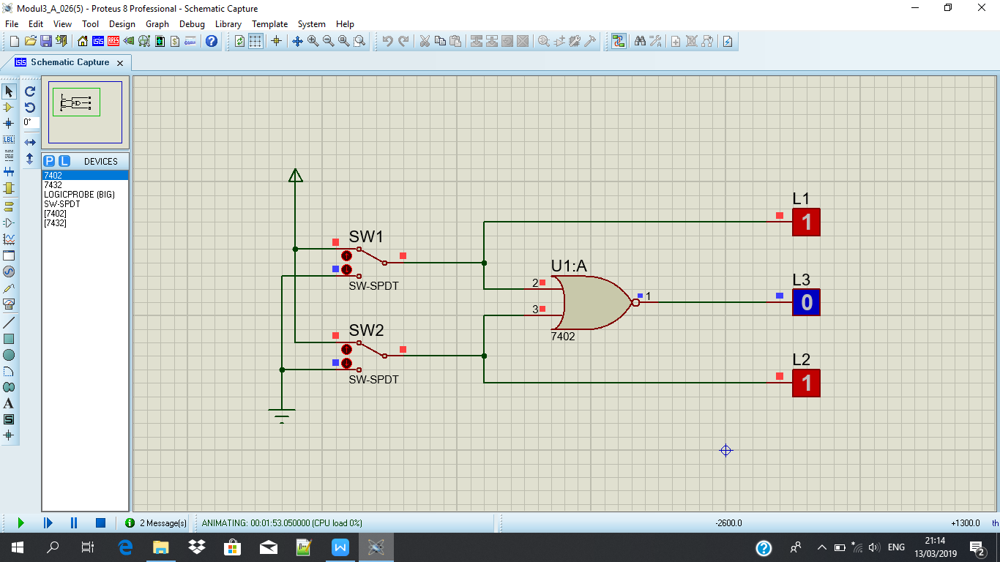 Modul3_A_026(5) - Proteus 8 Professional - Schematic Capture
File Edit View Tool Design Graph Debug Library Template System Help
Schematic Capture
0°
LBL
P L DEVICES
7402
7432
LOGICPROBE (BIG)
SW-SPDT
[7402]
[7432]
A
S
L1
1
SW1
SW-SPDT
U1:A
2
3
1
7402
L3
0
SW2
SW-SPDT
L2
1
2 Message(s)
ANIMATING: 00:01:53.050000 (CPU load 0%)
-2600.0
+1300.0
th
ENG
21:14
13/03/2019
2